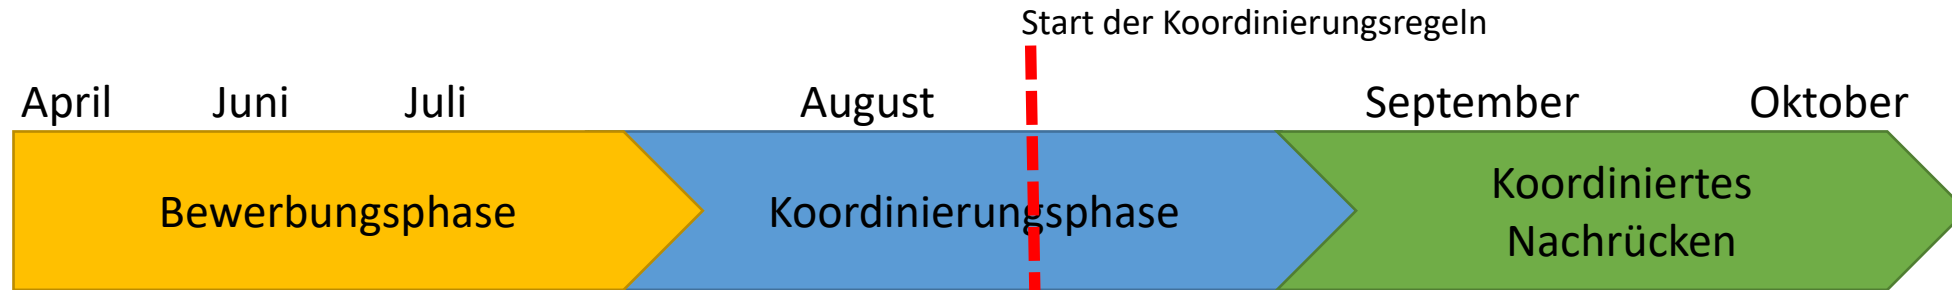 Start der Koordinierungsregeln
April Juni Juli August September Oktober
Bewerbungsphase
Koordinierungsphase
Koordiniertes
Nachrücken